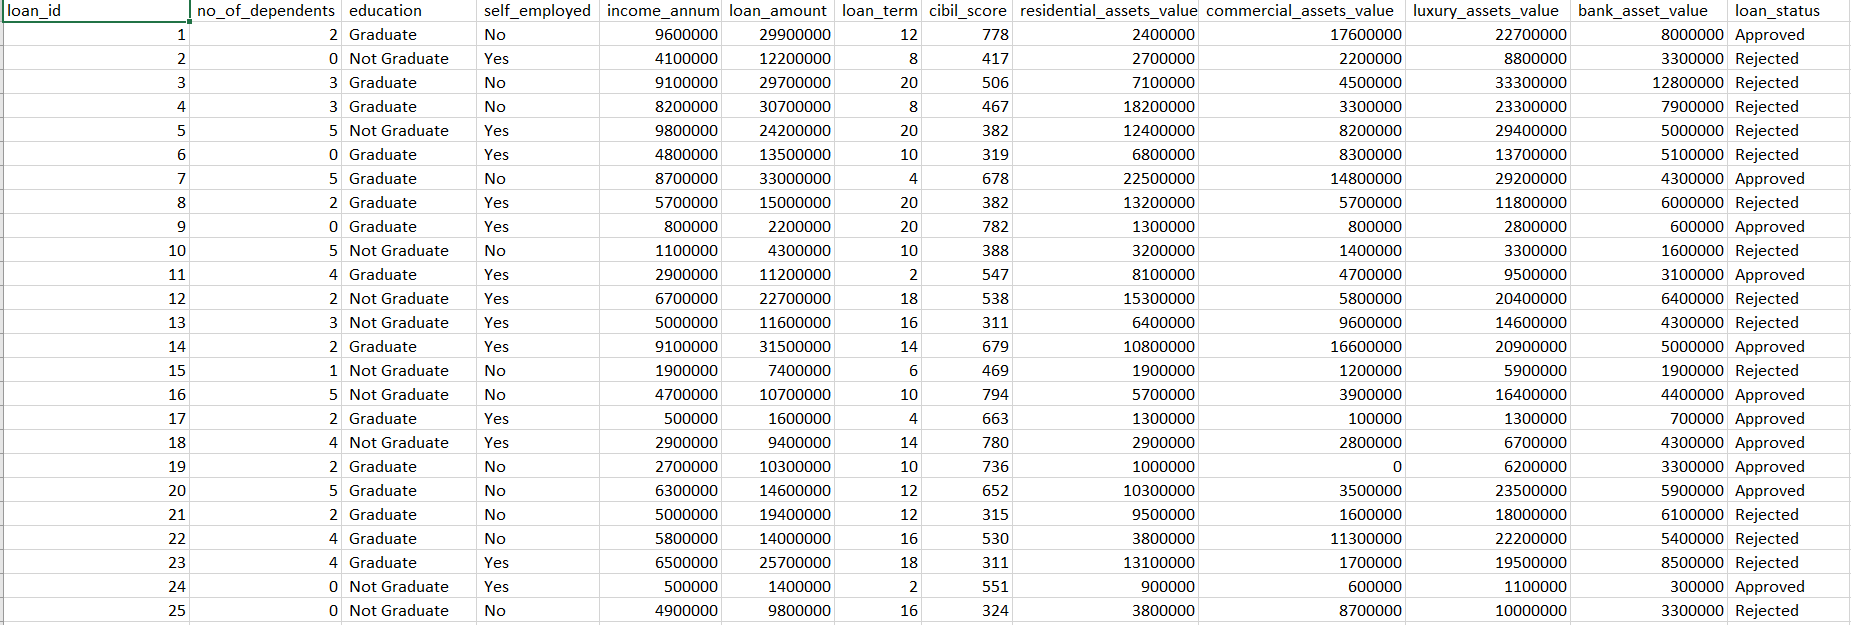 loan_id no_of_dependents education self_employed income_annum loan_amount loan_term cibil_score residential_assets_value commercial_assets_value luxury_assets_value bank_asset_value loan_status
1 2 Graduate No 9600000 29900000 12 778 2400000 17600000 22700000 8000000 Approved
2 0 Not Graduate Yes 4100000 12200000 8 417 2700000 2200000 8800000 3300000 Rejected
3 3 Graduate No 9100000 29700000 20 506 7100000 4500000 33300000 12800000 Rejected
4 3 Graduate No 8200000 30700000 8 467 18200000 3300000 23300000 7900000 Rejected
5 5 Not Graduate Yes 9800000 24200000 20 382 12400000 8200000 29400000 5000000 Rejected
6 0 Graduate Yes 4800000 13500000 10 319 6800000 8300000 13700000 5100000 Rejected
7 5 Graduate No 8700000 33000000 4 678 22500000 14800000 29200000 4300000 Approved
8 2 Graduate Yes 5700000 15000000 20 382 13200000 5700000 11800000 6000000 Rejected
9 0 Graduate Yes 800000 2200000 20 782 1300000 800000 2800000 600000 Approved
10 5 Not Graduate No 1100000 4300000 10 388 3200000 1400000 3300000 1600000 Rejected
11 4 Graduate Yes 2900000 11200000 2 547 8100000 4700000 9500000 3100000 Approved
12 2 Not Graduate Yes 6700000 22700000 18 538 15300000 5800000 20400000 6400000 Rejected
13 3 Not Graduate Yes 5000000 11600000 16 311 6400000 9600000 14600000 4300000 Rejected
14 2 Graduate Yes 9100000 31500000 14 679 10800000 16600000 20900000 5000000 Approved
15 1 Not Graduate No 1900000 7400000 6 469 1900000 1200000 5900000 1900000 Rejected
16 5 Not Graduate No 4700000 10700000 10 794 5700000 3900000 16400000 4400000 Approved
17 2 Graduate Yes 500000 1600000 4 663 1300000 100000 1300000 700000 Approved
18 4 Not Graduate Yes 2900000 9400000 14 780 2900000 2800000 6700000 4300000 Approved
19 2 Graduate No 2700000 10300000 10 736 1000000 0 6200000 3300000 Approved
20 5 Graduate No 6300000 14600000 12 652 10300000 3500000 23500000 5900000 Approved
21 2 Graduate No 5000000 19400000 12 315 9500000 1600000 18000000 6100000 Rejected
22 4 Graduate No 5800000 14000000 16 530 3800000 11300000 22200000 5400000 Rejected
23 4 Graduate Yes 6500000 25700000 18 311 13100000 1700000 19500000 8500000 Rejected
24 0 Not Graduate Yes 500000 1400000 2 551 900000 600000 1100000 300000 Approved
25 0 Not Graduate No 4900000 9800000 16 324 3800000 8700000 10000000 3300000 Rejected